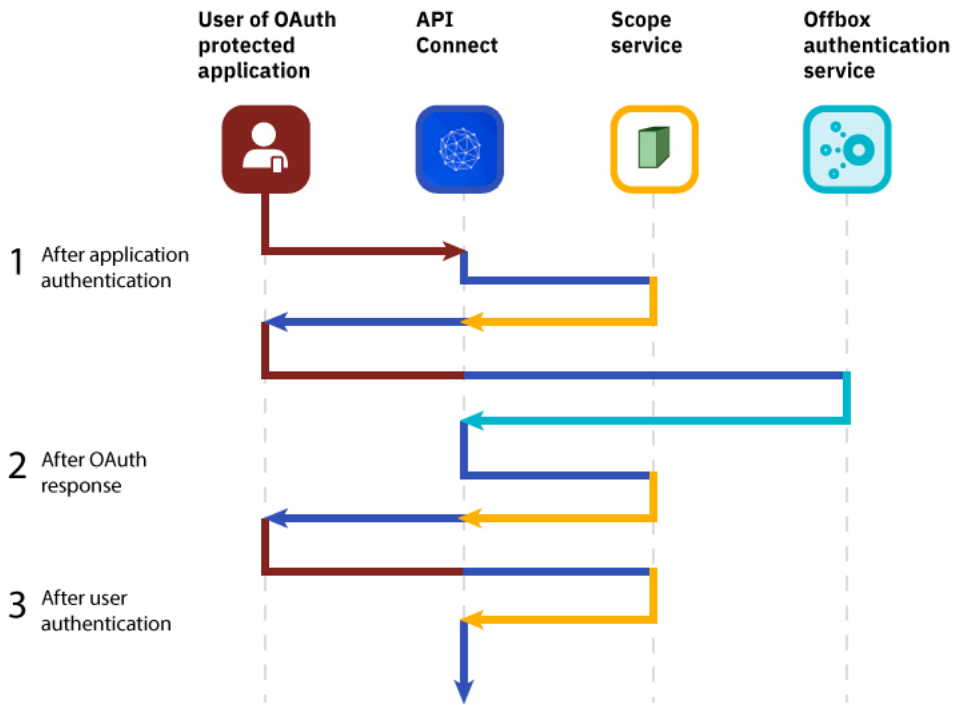 User of OAuth
protected
application
API
Connect
Scope
service
Offbox
authentication
service
1 After application
authentication
2 After OAuth
response
3 After user
authentication